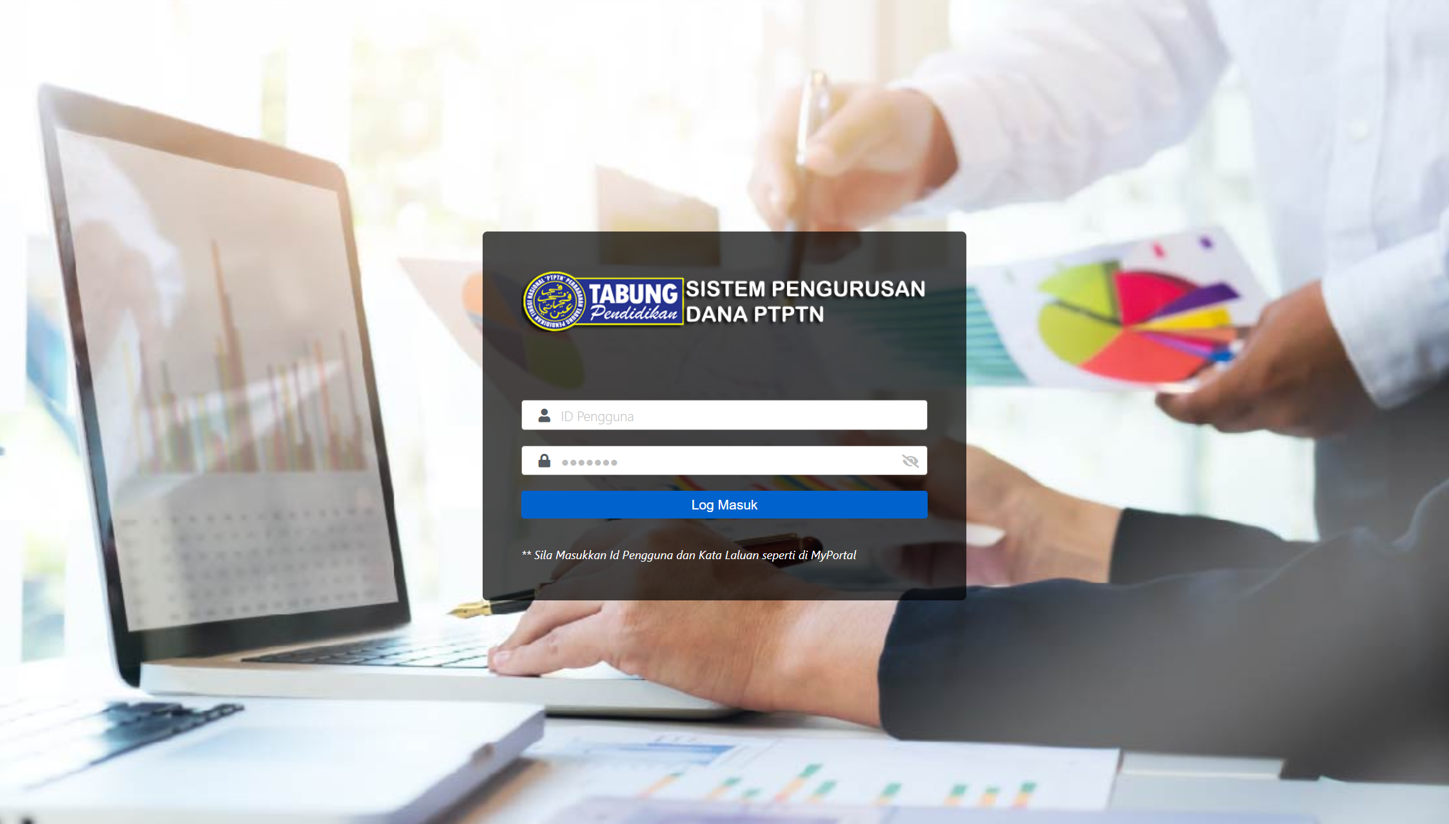 TABUNG
Pendidikan
SISTEM PENGURUSAN
DANA PTPTN
ID Pengguna
Log Masuk
** Sila Masukkan Id Pengguna dan Kata Laluan seperti di MyPortal